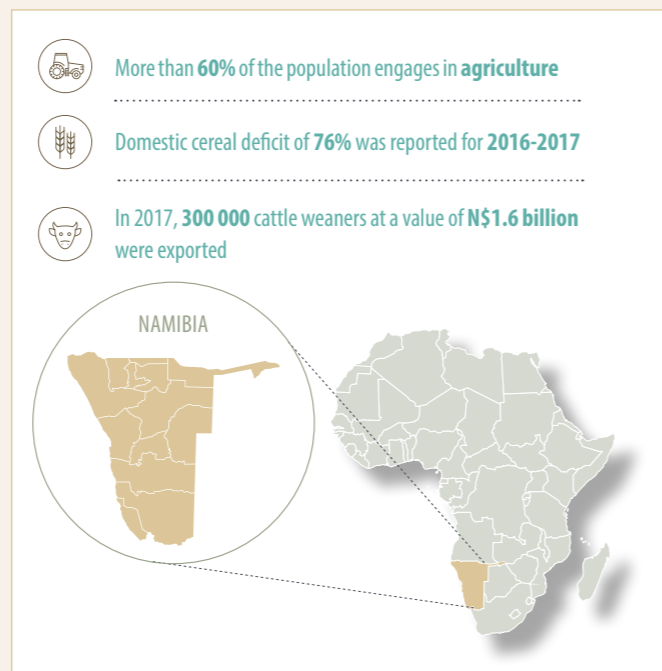 More than 60% of the population engages in agriculture
Domestic cereal deficit of 76% was reported for 2016-2017
In 2017, 300 000 cattle weaners at a value of N$1.6 billion
were exported
NAMIBIA